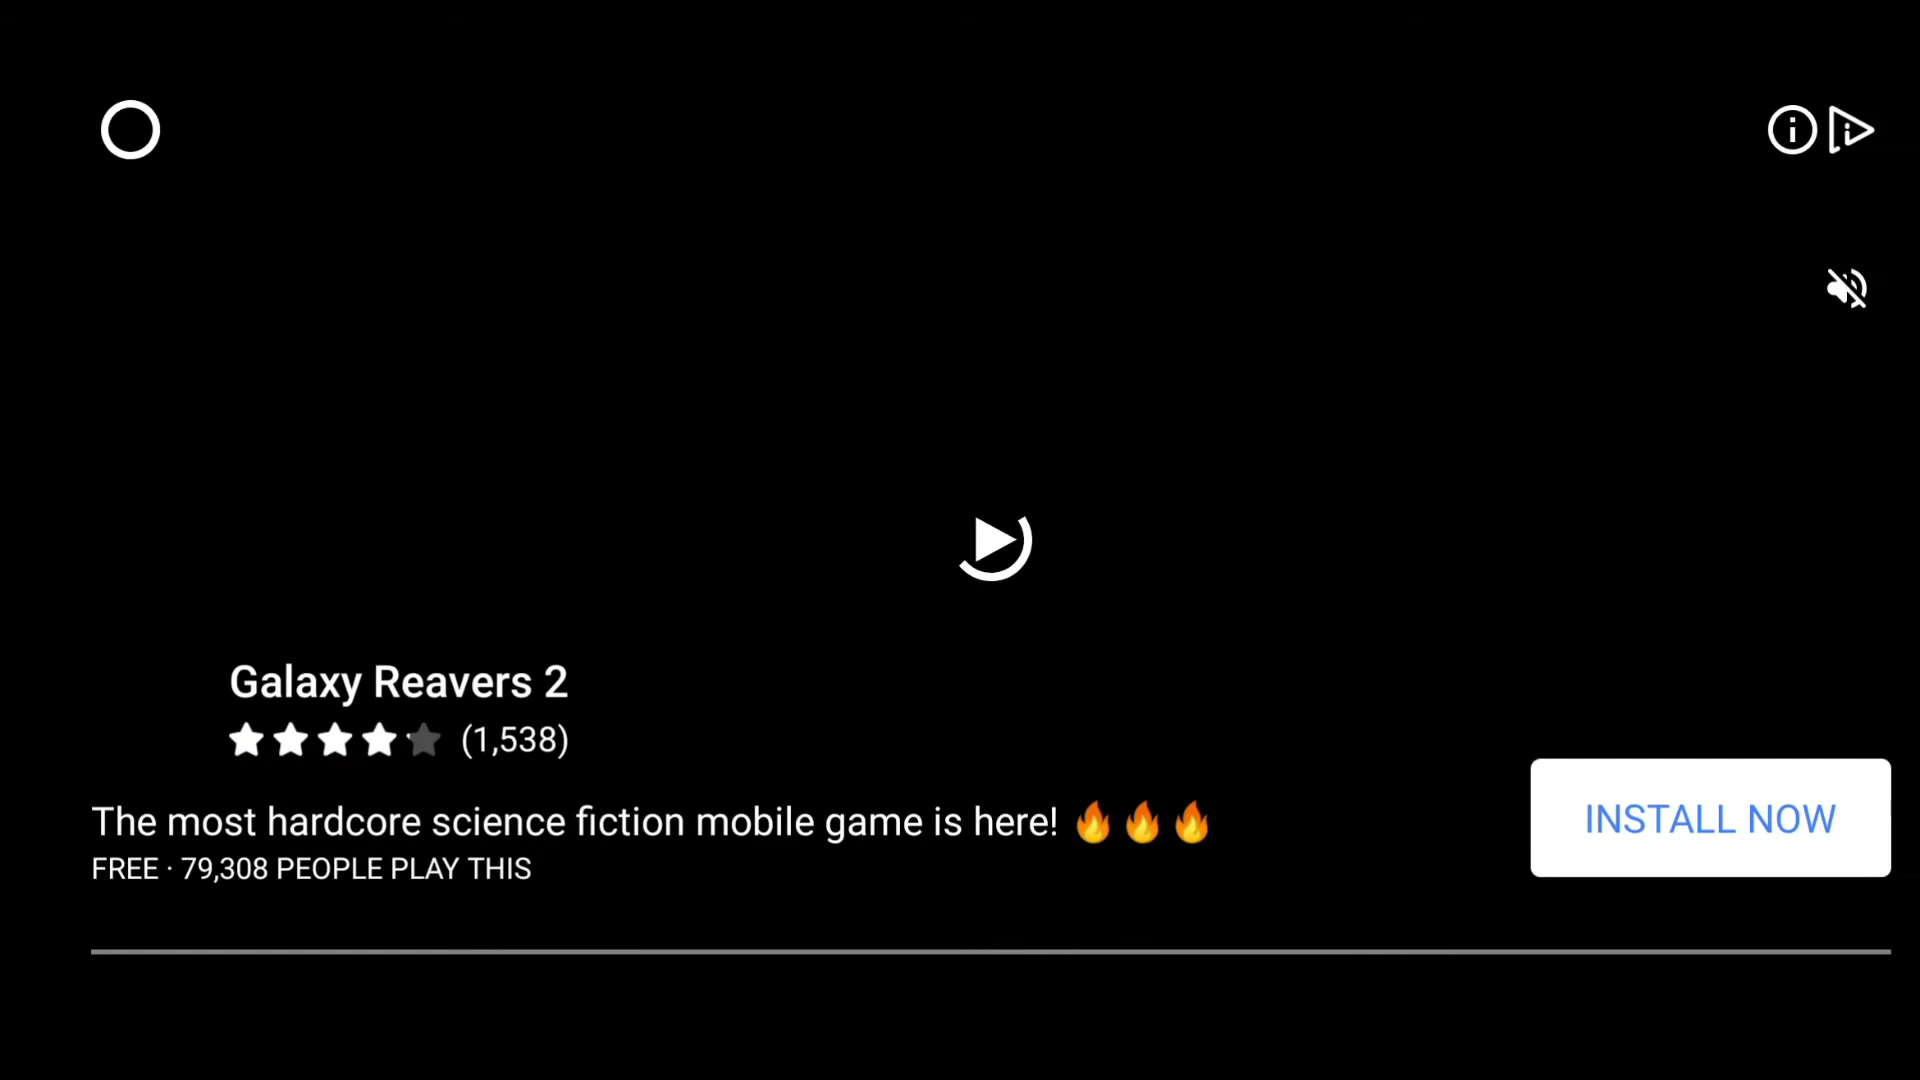 Galaxy Reavers 2
(1,538)
The most hardcore science fiction mobile game is here! 🔥🔥🔥
FREE · 79,308 PEOPLE PLAY THIS
INSTALL NOW